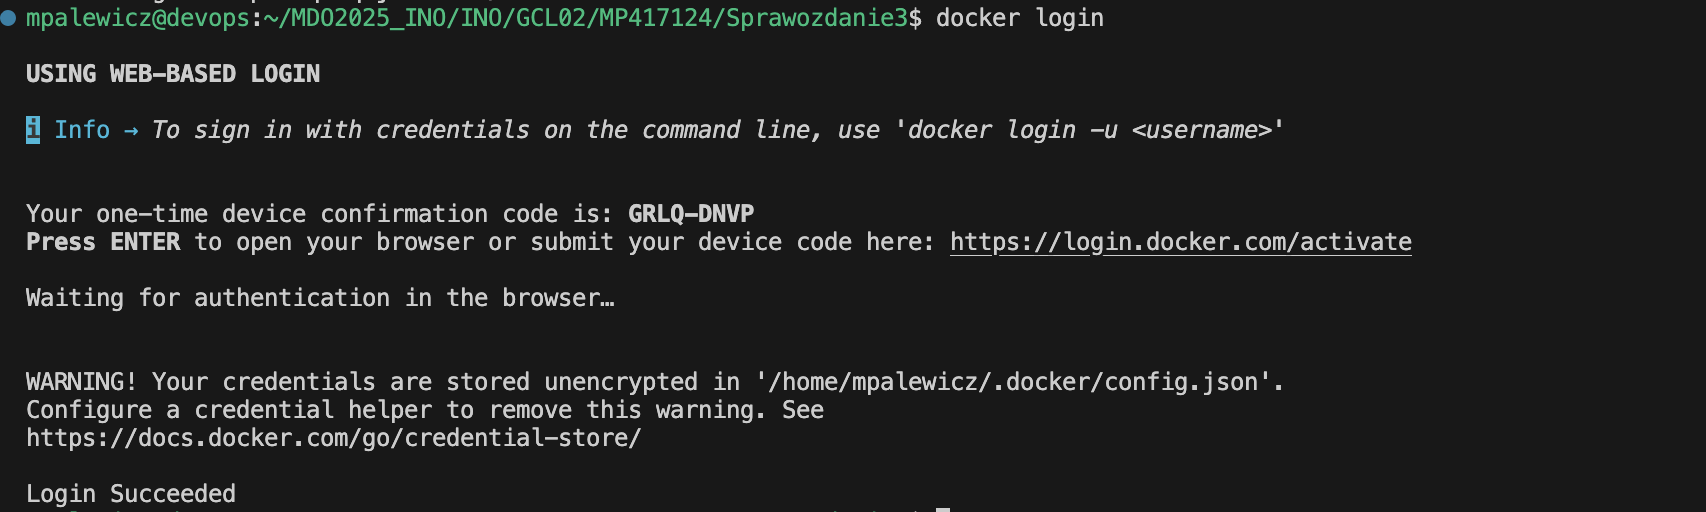 mpalewicz@devops:~/MDO2025_INO/INO/GCL02/MP417124/Sprawozdanie3$ docker login
USING WEB-BASED LOGIN
i Info → To sign in with credentials on the command line, use 'docker login -u <username>'
Your one-time device confirmation code is: GRLQ-DNVP
Press ENTER to open your browser or submit your device code here: https://login.docker.com/activate
Waiting for authentication in the browser…
WARNING! Your credentials are stored unencrypted in '/home/mpalewicz/.docker/config.json'.
Configure a credential helper to remove this warning. See
https://docs.docker.com/go/credential-store/
Login Succeeded